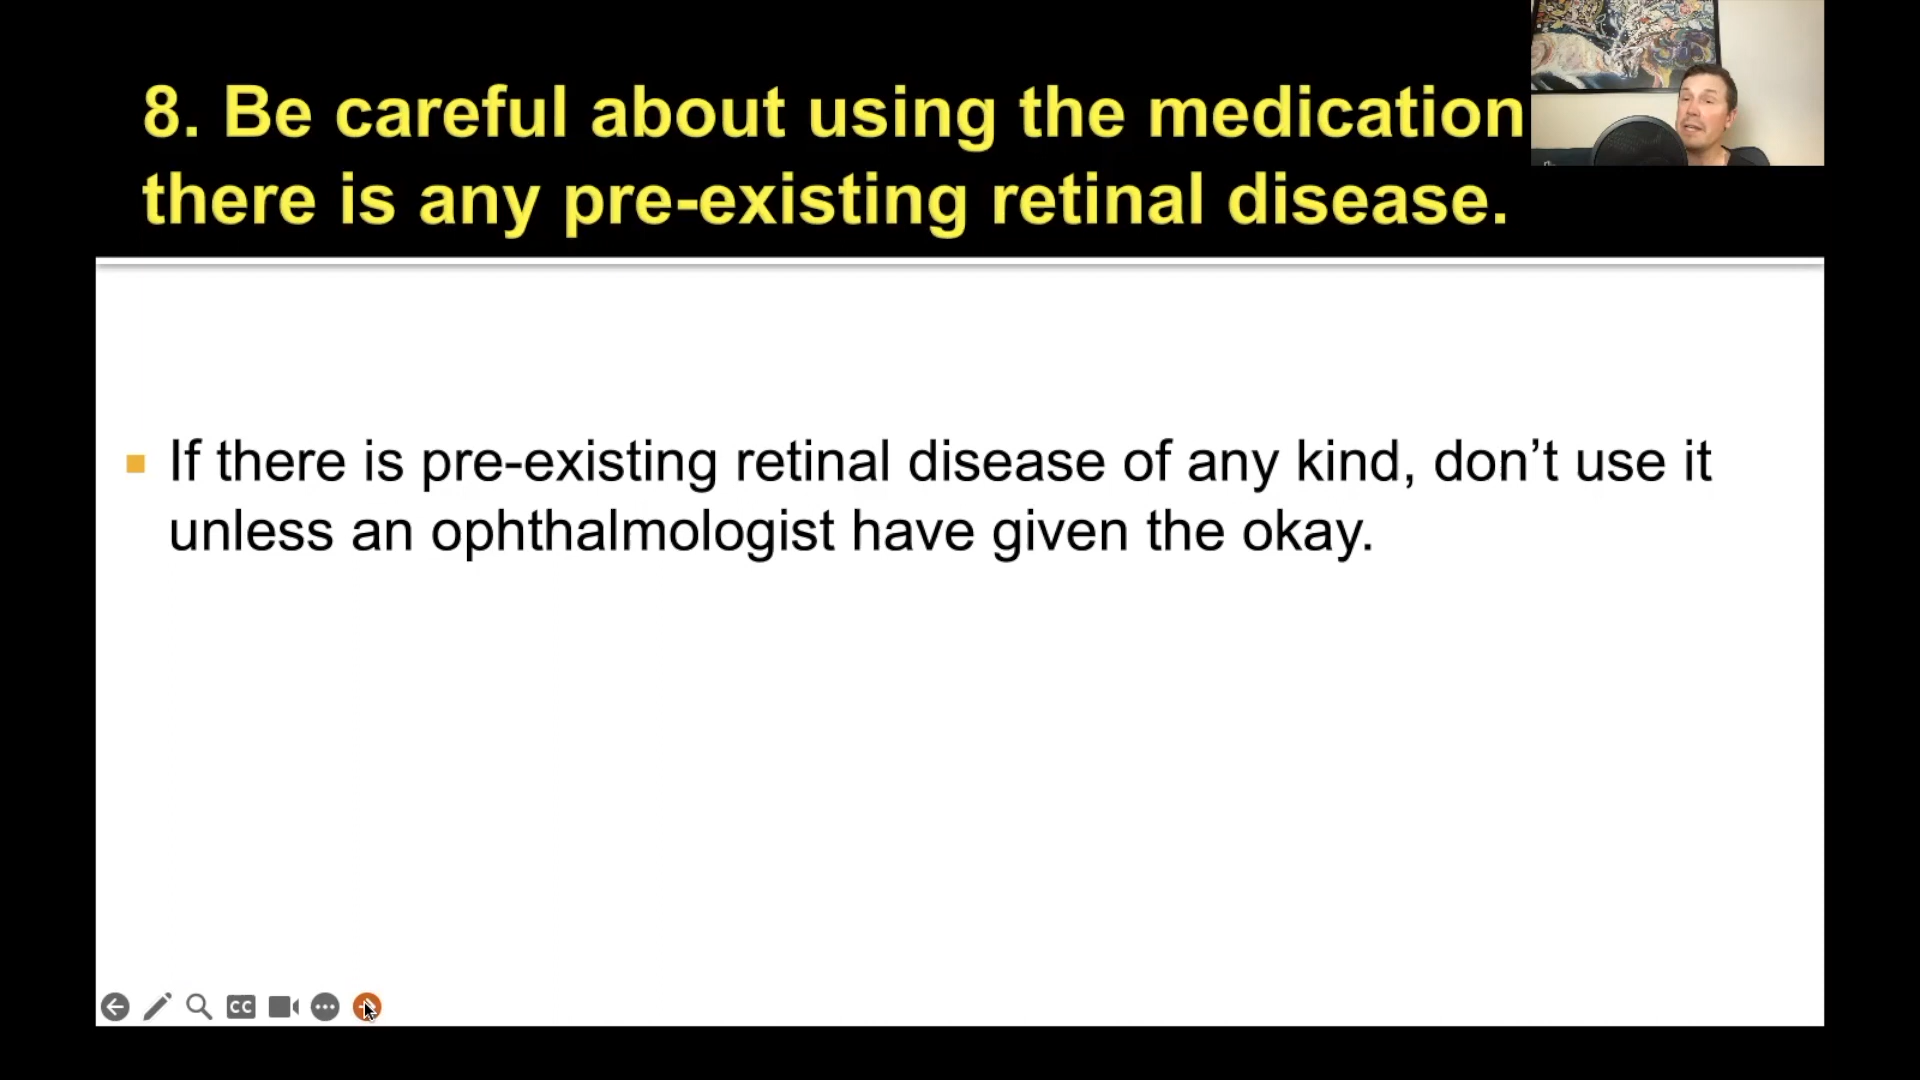 8. Be careful about using the medication
there is any pre-existing retinal disease.
If there is pre-existing retinal disease of any kind, don’t use it
unless an ophthalmologist have given the okay.
CC